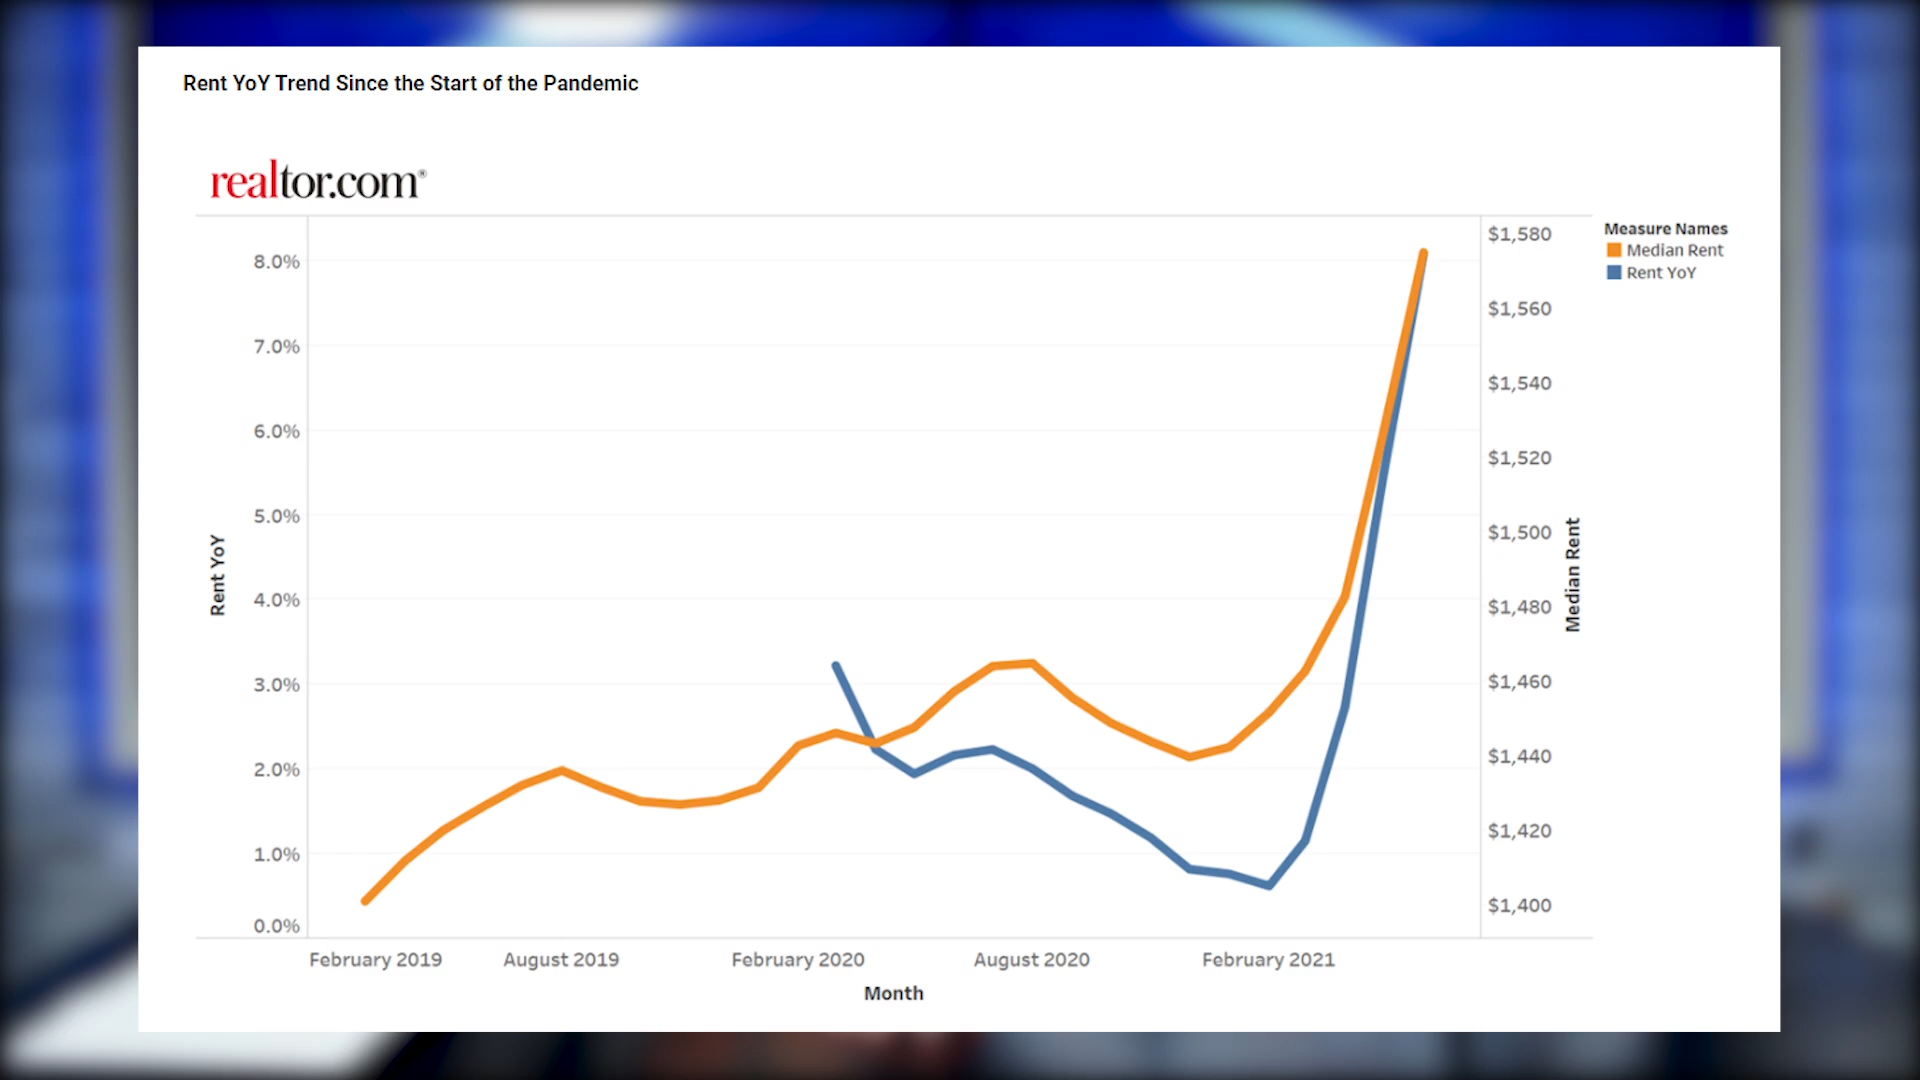 Rent YoY Trend Since the Start of the Pandemic
realtor.com®
Measure Names
Median Rent
Rent YoY
8.0%
7.0%
6.0%
5.0%
4.0%
3.0%
2.0%
1.0%
0.0%
Rent YoY
$1,580
$1,560
$1,540
$1,520
$1,500
$1,480
$1,460
$1,440
$1,420
$1,400
Median Rent
February 2019
August 2019
February 2020
August 2020
February 2021
Month